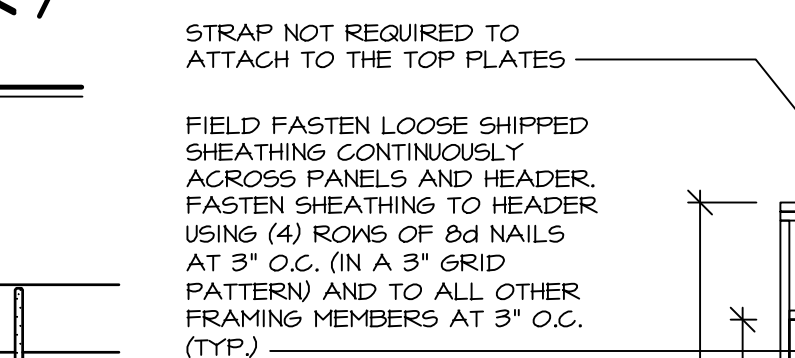 STRAP NOT REQUIRED TO
ATTACH TO THE TOP PLATES
FIELD FASTEN LOOSE SHIPPED
SHEATHING CONTINUOUSLY
ACROSS PANELS AND HEADER.
FASTEN SHEATHING TO HEADER
USING (4) ROWS OF 8d NAILS
AT 3" O.C. (IN A 3" GRID
PATTERN) AND TO ALL OTHER
FRAMING MEMBERS AT 3" O.C.
(TYP.)